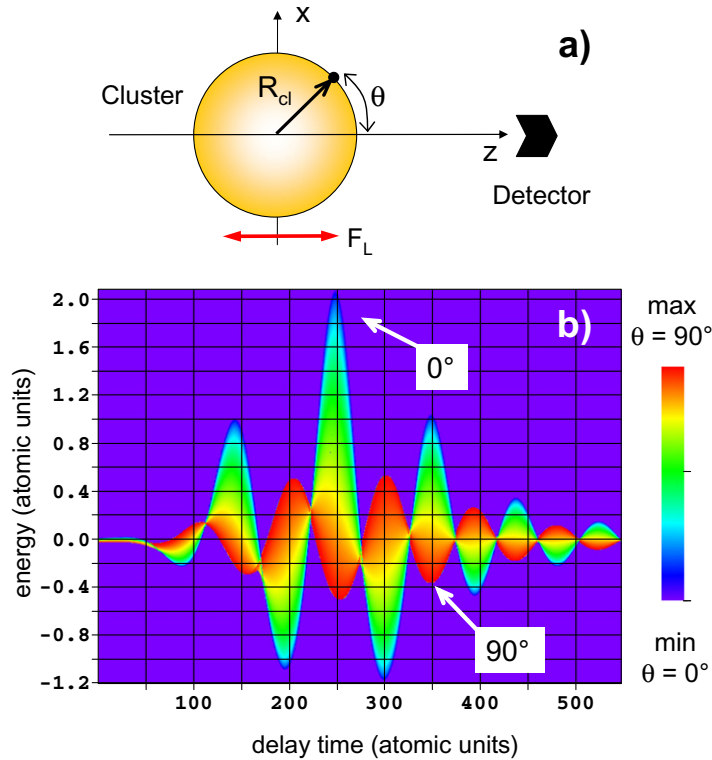 x
a)
Cluster
R_cl
θ
z
Detector
F_L
b)
max
θ = 90°
0°
90°
min
θ = 0°
energy (atomic units)
2.0
1.6
1.2
0.8
0.4
0.0
-0.4
-0.8
-1.2
100 200 300 400 500
delay time (atomic units)